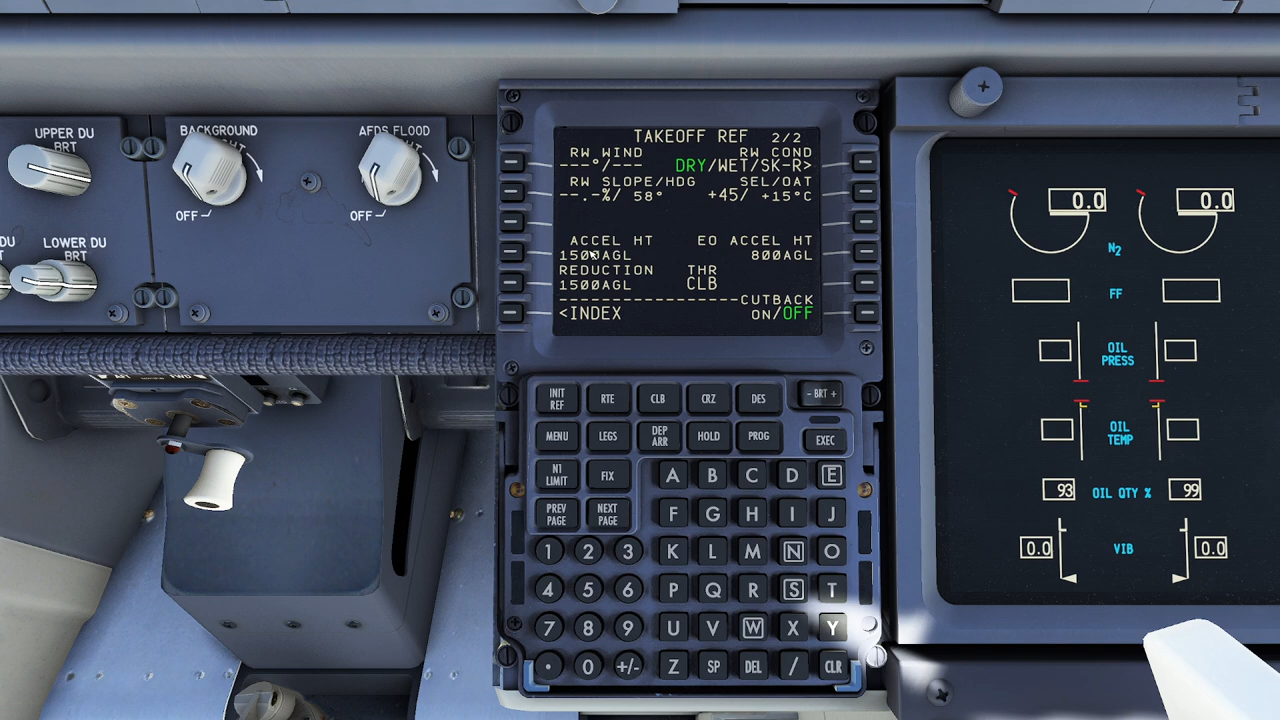 UPPER DU
BRT
BACKGROUND
AFDS FLOOD
OFF
OFF
DU
LOWER DU
BRT
TAKEOFF REF 2/2
RW WIND RW COND
---°/--- DRY/WET/SK-R>
RW SLOPE/HDG SEL/OAT
--.-%/ 58° +45/ +15°C
ACCEL HT EO ACCEL HT
1500AGL 800AGL
REDUCTION THR
1500AGL CLB
------------------CUTBACK
<INDEX ON/OFF
INIT REF RTE CLB CRZ DES - BRT +
MENU LEGS DEP ARR HOLD PROG EXEC
N1 LIMIT FIX A B C D E
PREV PAGE NEXT PAGE F G H I J
1 2 3 K L M N O
4 5 6 P Q R S T
7 8 9 U V W X Y
. 0 +/- Z SP DEL / CLR
0.0 0.0
N2
FF
OIL
PRESS
OIL
TEMP
93 OIL QTY % 99
0.0 VIB 0.0